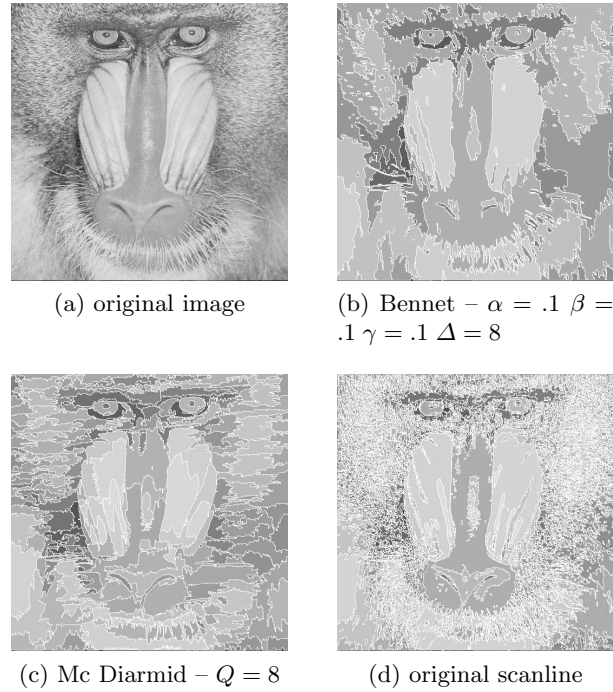 (a) original image
(b) Bennet – α = .1 β =
.1 γ = .1 Δ = 8
(c) Mc Diarmid – Q = 8
(d) original scanline